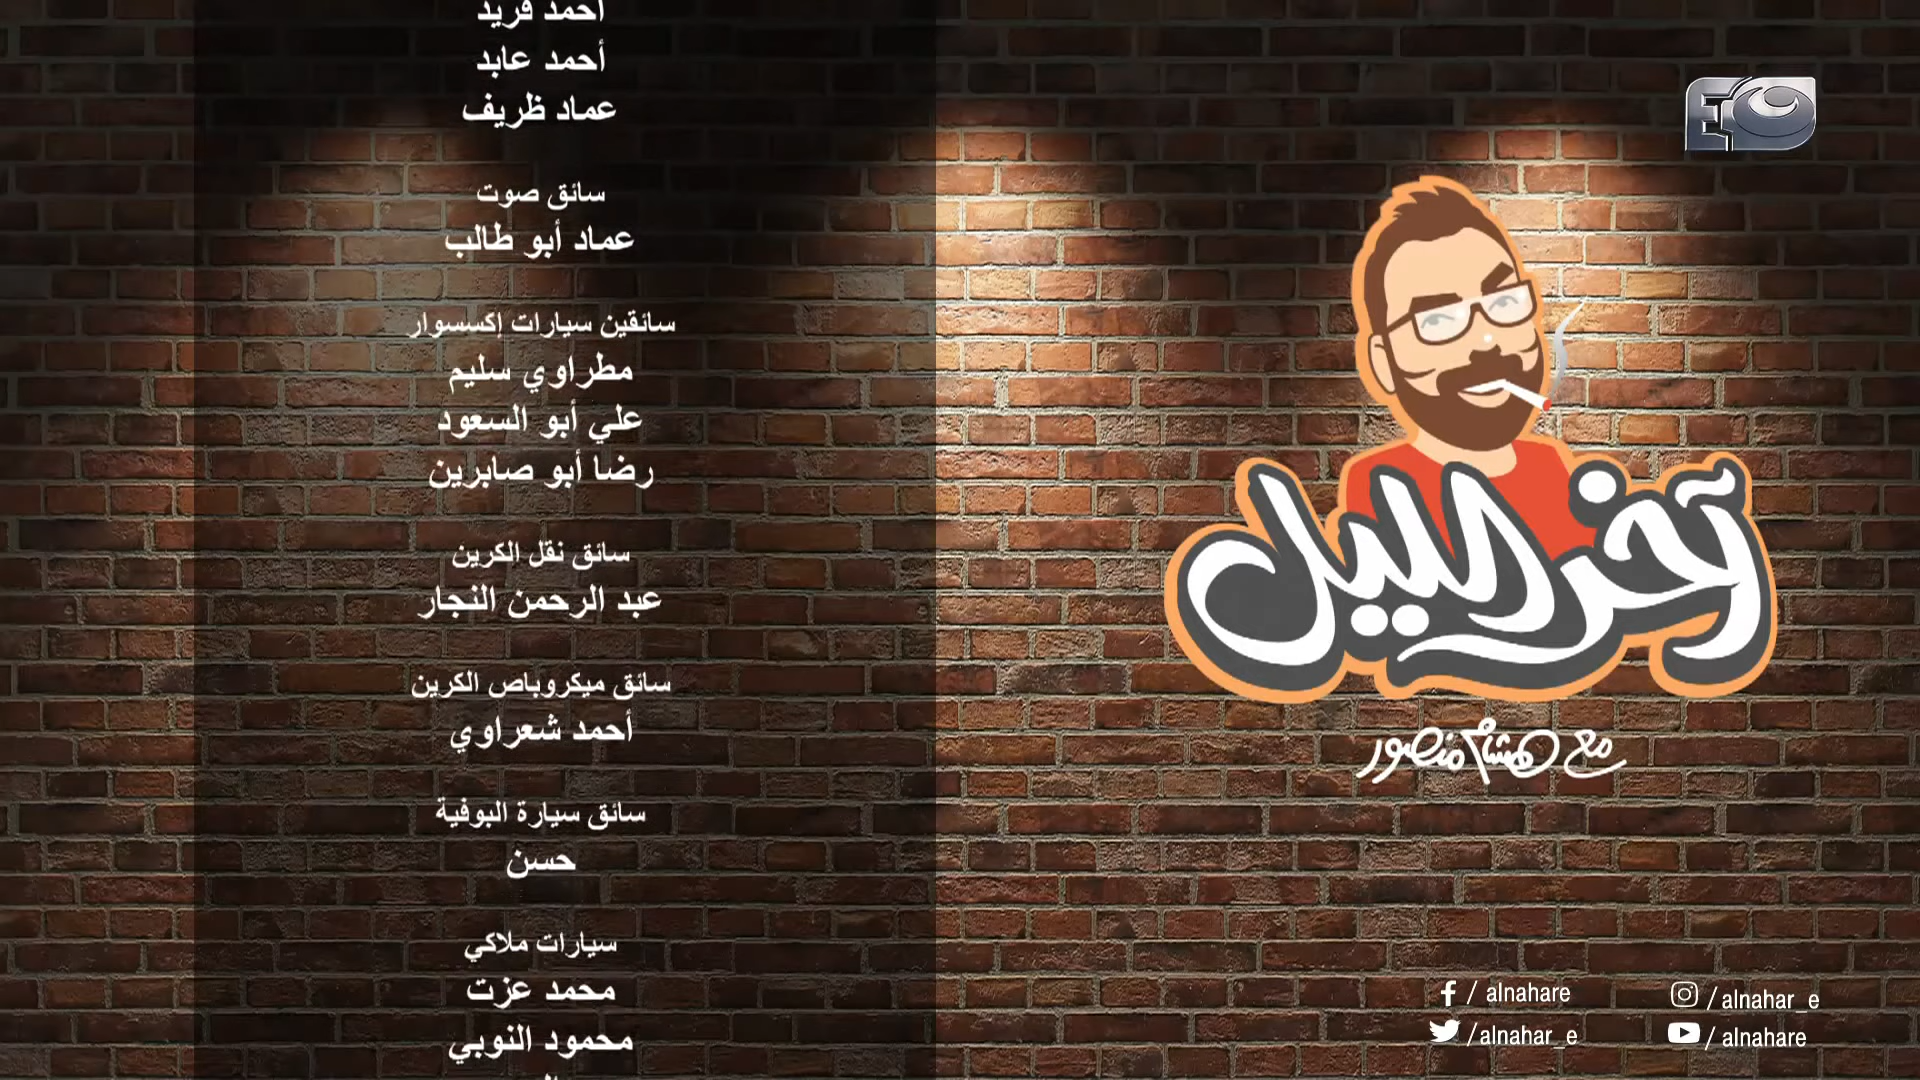 أحمد فريد
أحمد عابد
عماد ظريف
سائق صوت
عماد أبو طالب
سائقين سيارات إكسسوار
مطراوي سليم
علي أبو السعود
رضا أبو صابرين
سائق نقل الكرين
عبد الرحمن النجار
سائق ميكروباص الكرين
أحمد شعراوي
سائق سيارة البوفية
حسن
سيارات ملاكي
محمد عزت
محمود النوبي
E
آخر الليل
مع هشام منصور
/ alnahare
/ alnahar_e
/alnahar_e
/ alnahare